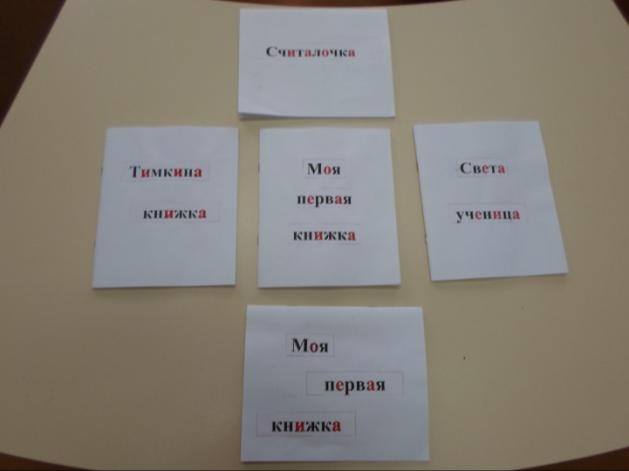 Считалочка
Тимкина
книжка
Моя
первая
книжка
Света
ученица
Моя
первая
книжка